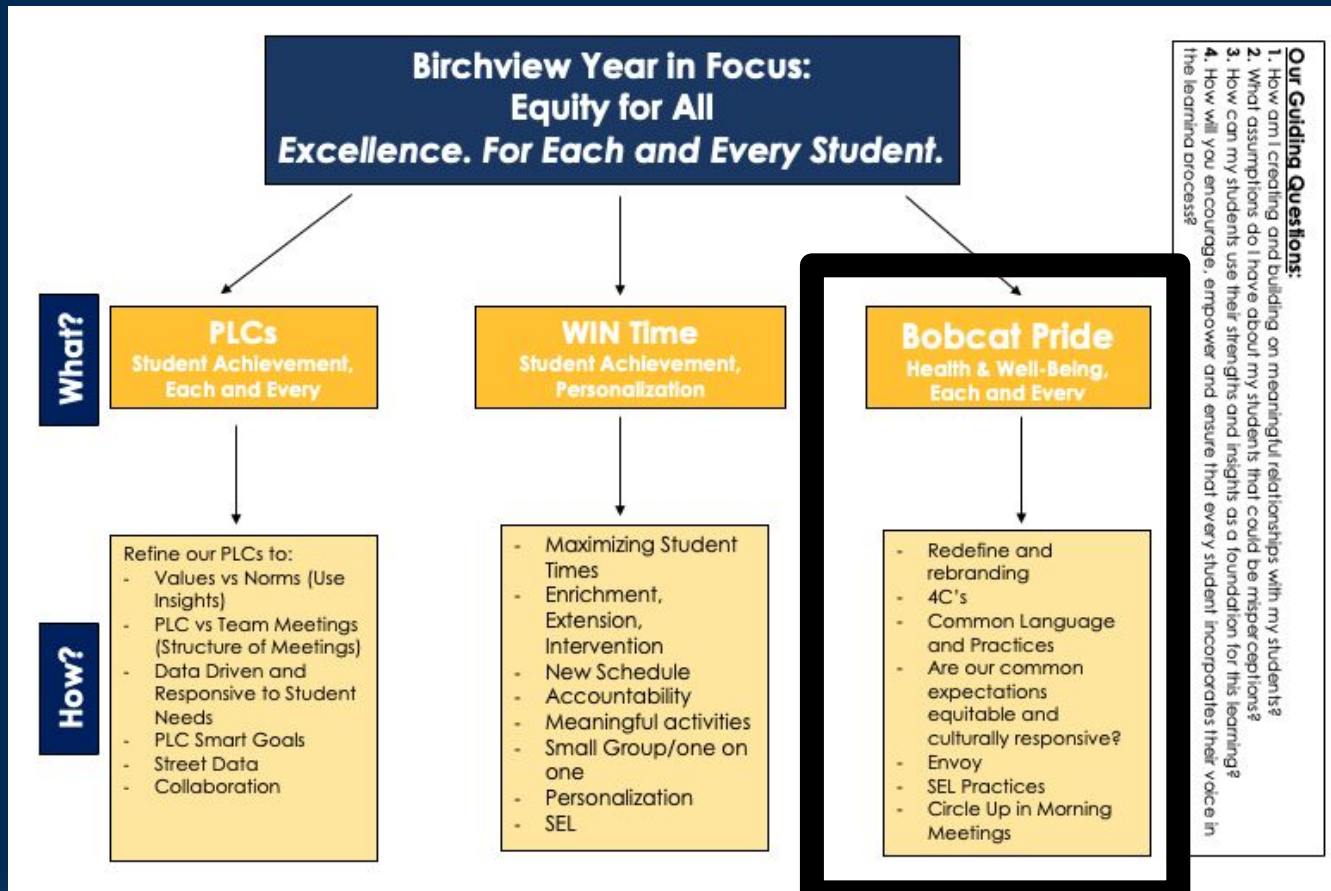 Birchview Year in Focus:
Equity for All
Excellence. For Each and Every Student.
Our Guiding Questions:
1. How am I creating and building on meaningful relationships with my students?
2. What assumptions do I have about my students that could be misperceptions?
3. How can my students use their strengths and insights as a foundation for this learning?
4. How will you encourage, empower and ensure that every student incorporates their voice in
the learning process?
What?
PLCs
Student Achievement,
Each and Every
WIN Time
Student Achievement,
Personalization
Bobcat Pride
Health & Well-Being,
Each and Every
How?
Refine our PLCs to:
- Values vs Norms (Use
Insights)
- PLC vs Team Meetings
(Structure of Meetings)
- Data Driven and
Responsive to Student
Needs
- PLC Smart Goals
- Street Data
- Collaboration
- Maximizing Student
Times
- Enrichment,
Extension,
Intervention
- New Schedule
- Accountability
- Meaningful activities
- Small Group/one on
one
- Personalization
- SEL
- Redefine and
rebranding
- 4C's
- Common Language
and Practices
- Are our common
expectations
equitable and
culturally responsive?
- Envoy
- SEL Practices
- Circle Up in Morning
Meetings